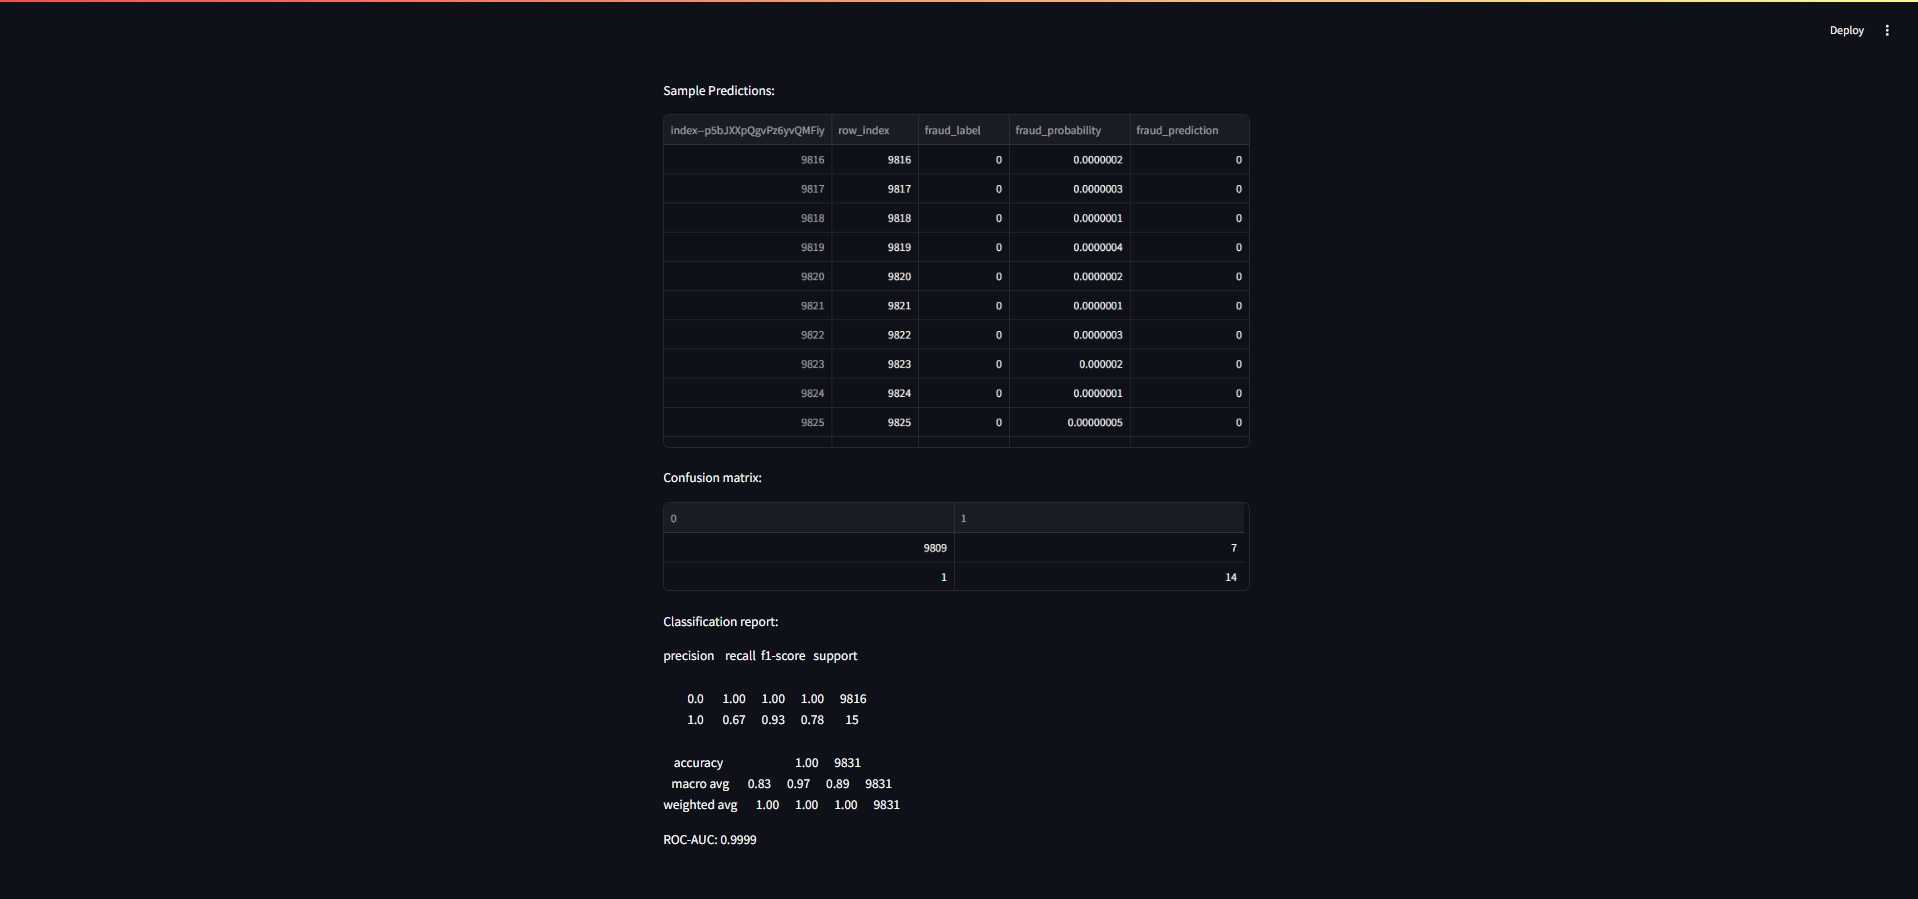 Deploy
Sample Predictions:
index--p5bJXXpQgvPz6yvQMFiy row_index fraud_label fraud_probability fraud_prediction
9816 9816 0 0.0000002 0
9817 9817 0 0.0000003 0
9818 9818 0 0.0000001 0
9819 9819 0 0.0000004 0
9820 9820 0 0.0000002 0
9821 9821 0 0.0000001 0
9822 9822 0 0.0000003 0
9823 9823 0 0.000002 0
9824 9824 0 0.0000001 0
9825 9825 0 0.00000005 0
Confusion matrix:
0 1
9809 7
1 14
Classification report:
precision recall f1-score support
0.0 1.00 1.00 1.00 9816
1.0 0.67 0.93 0.78 15
accuracy 1.00 9831
macro avg 0.83 0.97 0.89 9831
weighted avg 1.00 1.00 1.00 9831
ROC-AUC: 0.9999